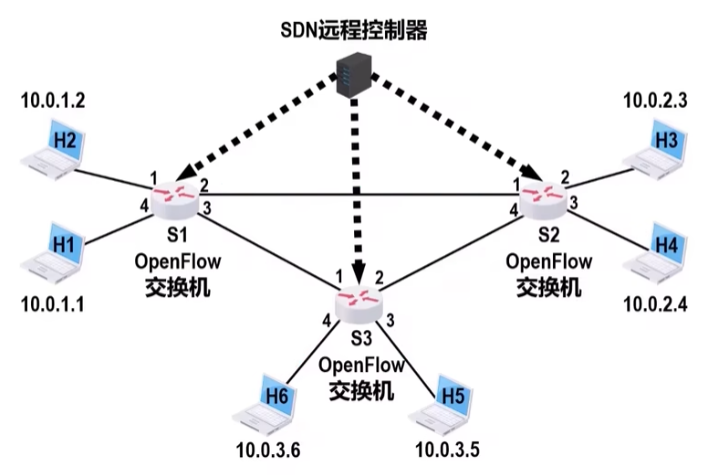 SDN远程控制器
10.0.1.2
10.0.2.3
H2
H3
1
2
1
2
4
3
4
3
H1
S1
S2
H4
OpenFlow
交换机
OpenFlow
交换机
10.0.1.1
10.0.2.4
1
2
4
3
S3
OpenFlow
交换机
H6
H5
10.0.3.6
10.0.3.5